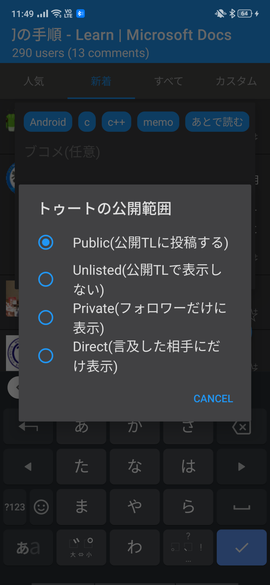 11:49
64
]の手順 - Learn | Microsoft Docs
290 users (13 comments)
人気 新着 すべて カスタム
Android c c++ memo あとで読む
ブコメ(任意)
トゥートの公開範囲
Public(公開TLに投稿する)
Unlisted(公開TLで表示し
ない)
Private(フォロワーだけに
表示)
Direct(言及した相手にだ
け表示)
CANCEL
あ か さ
た な は
?123 ま や ら
あa 大⇔小 わ